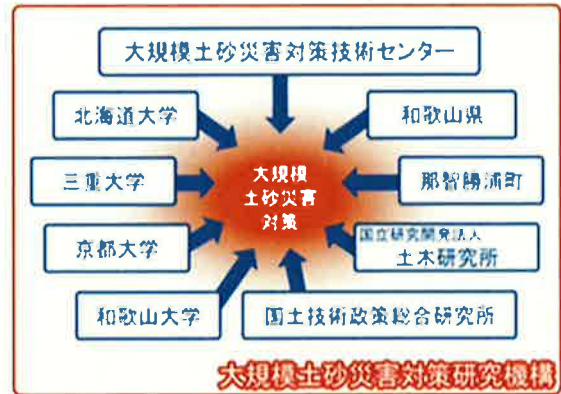 大規模土砂災害対策技術センター
北海道大学
和歌山県
三重大学
大規模
土砂災害
対策
那智勝浦町
京都大学
国立研究開発法人
土木研究所
和歌山大学
国土技術政策総合研究所
大規模土砂災害対策研究機構